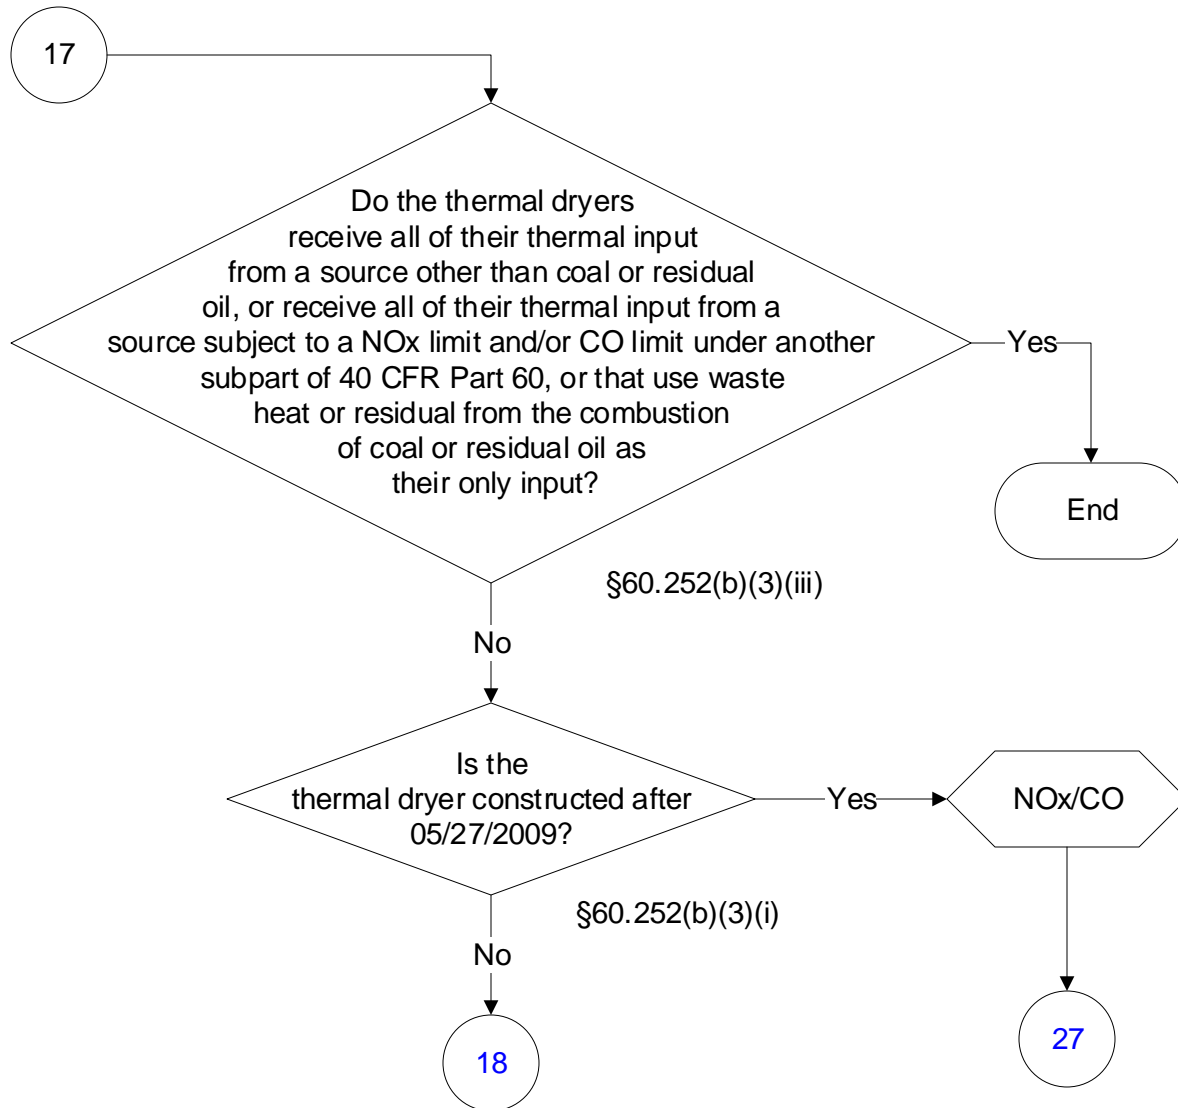 17
Do the thermal dryers
receive all of their thermal input
from a source other than coal or residual
oil, or receive all of their thermal input from a
source subject to a NOx limit and/or CO limit under another
subpart of 40 CFR Part 60, or that use waste
heat or residual from the combustion
of coal or residual oil as
their only input?
Yes
End
§60.252(b)(3)(iii)
No
Is the
thermal dryer constructed after
05/27/2009?
Yes
NOx/CO
§60.252(b)(3)(i)
No
18
27